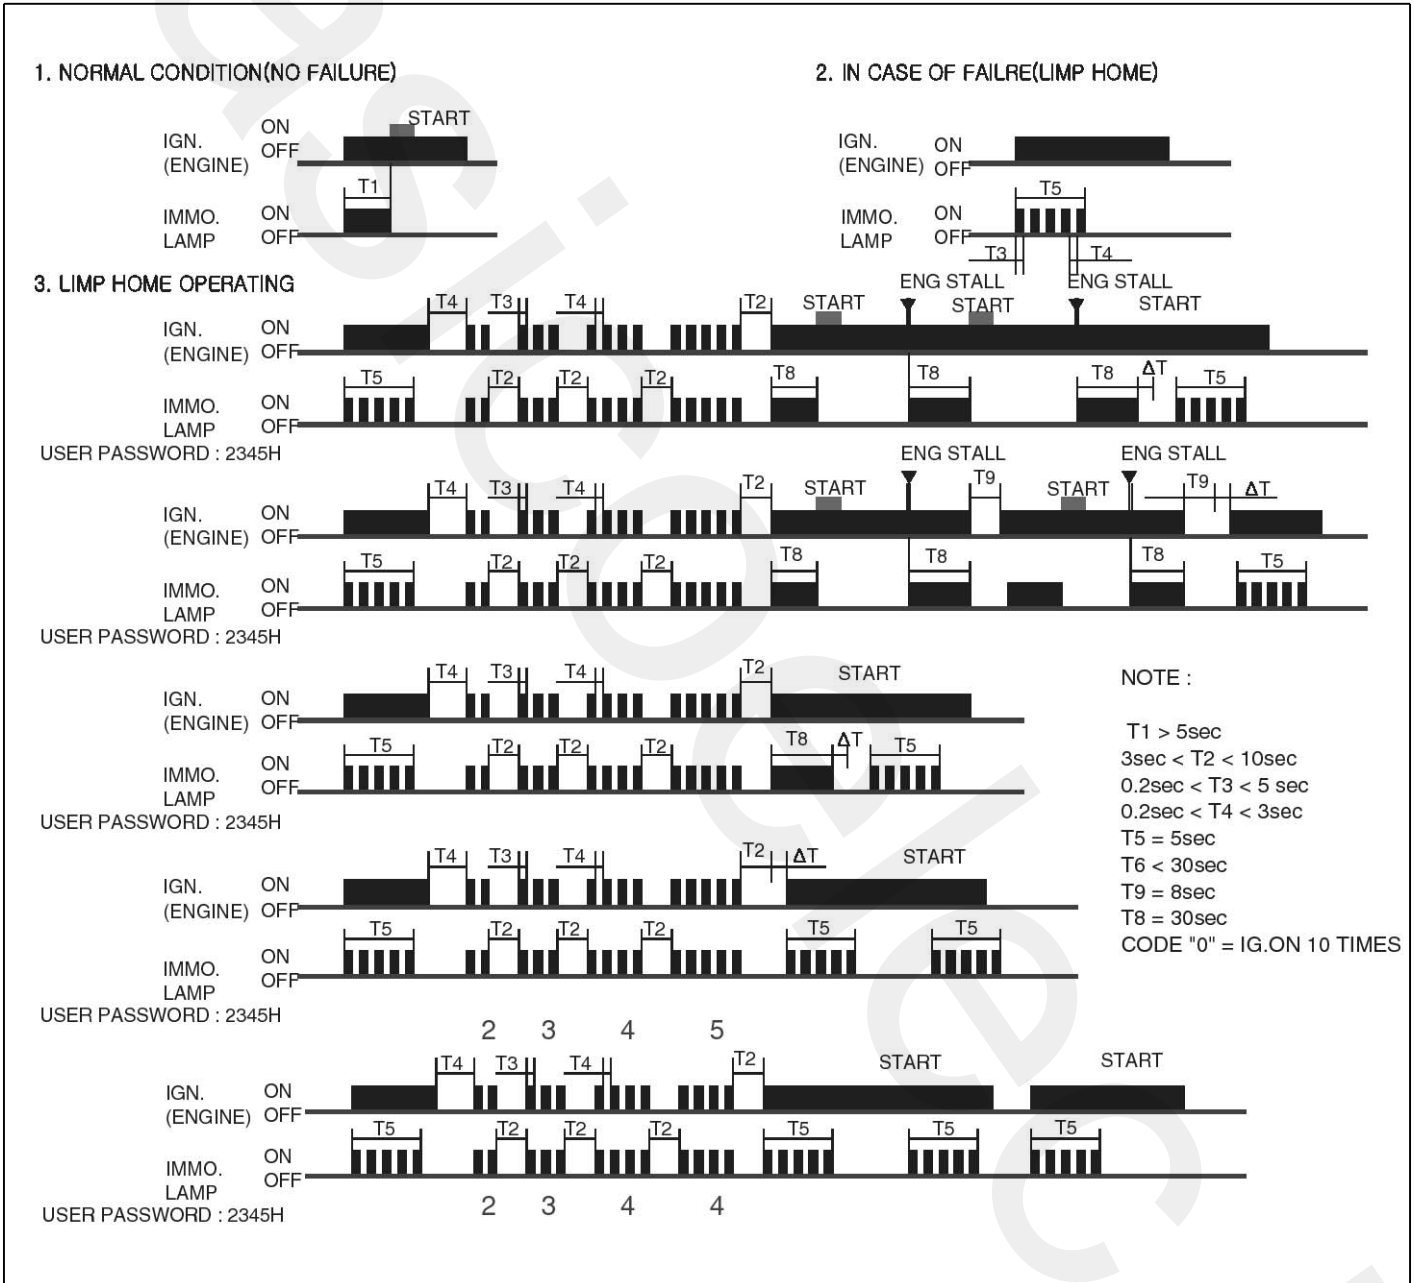 1. NORMAL CONDITION(NO FAILURE)
2. IN CASE OF FAILRE(LIMP HOME)
START
IGN.
(ENGINE)
ON
OFF
T1
IMMO.
LAMP
ON
OFF
IGN.
(ENGINE)
ON
OFF
T5
IMMO.
LAMP
ON
OFF
T3
T4
3. LIMP HOME OPERATING
ENG STALL
ENG STALL
T4
T3
T4
T2
START
START
START
IGN.
(ENGINE)
ON
OFF
T5
T2
T2
T2
T8
T8
T8
ΔT
T5
IMMO.
LAMP
ON
OFF
USER PASSWORD : 2345H
ENG STALL
ENG STALL
T4
T3
T4
T2
START
T9
START
T9
ΔT
IGN.
(ENGINE)
ON
OFF
T5
T2
T2
T2
T8
T8
T8
T5
IMMO.
LAMP
ON
OFF
USER PASSWORD : 2345H
T4
T3
T4
T2
START
IGN.
(ENGINE)
ON
OFF
T5
T2
T2
T2
T8
ΔT
T5
IMMO.
LAMP
ON
OFF
USER PASSWORD : 2345H
NOTE :
T1 > 5sec
3sec < T2 < 10sec
0.2sec < T3 < 5 sec
0.2sec < T4 < 3sec
T5 = 5sec
T6 < 30sec
T9 = 8sec
T8 = 30sec
CODE "0" = IG.ON 10 TIMES
T4
T3
T4
T2
ΔT
START
IGN.
(ENGINE)
ON
OFF
T5
T2
T2
T2
T5
T5
IMMO.
LAMP
ON
OFF
USER PASSWORD : 2345H
2 3 4 5
T4
T3
T4
T2
START
START
IGN.
(ENGINE)
ON
OFF
T5
T2
T2
T2
T5
T5
T5
IMMO.
LAMP
ON
OFF
USER PASSWORD : 2345H
2 3 4 4